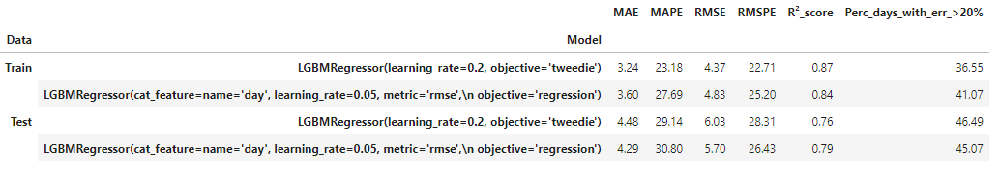 MAE MAPE RMSE RMSPE R²_score Perc_days_with_err_>20%
Data Model
Train LGBMRegressor(learning_rate=0.2, objective='tweedie') 3.24 23.18 4.37 22.71 0.87 36.55
LGBMRegressor(cat_feature=name='day', learning_rate=0.05, metric='rmse',\n objective='regression') 3.60 27.69 4.83 25.20 0.84 41.07
Test LGBMRegressor(learning_rate=0.2, objective='tweedie') 4.48 29.14 6.03 28.31 0.76 46.49
LGBMRegressor(cat_feature=name='day', learning_rate=0.05, metric='rmse',\n objective='regression') 4.29 30.80 5.70 26.43 0.79 45.07